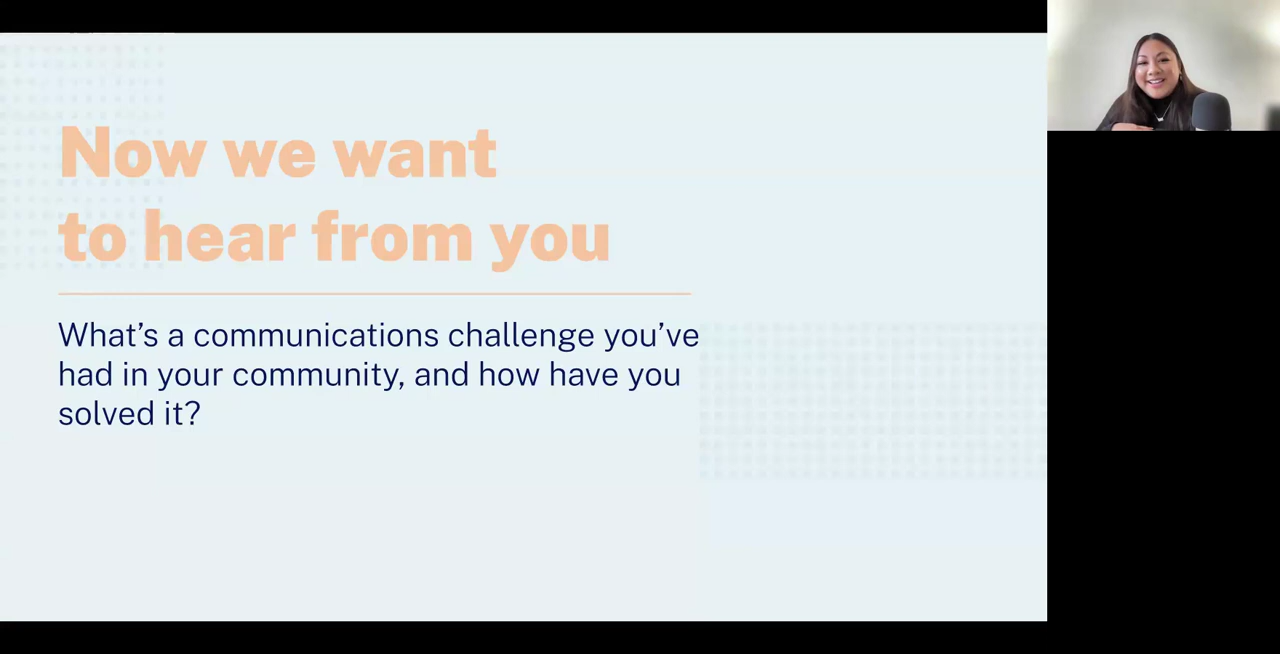 Now we want
to hear from you
What’s a communications challenge you’ve
had in your community, and how have you
solved it?